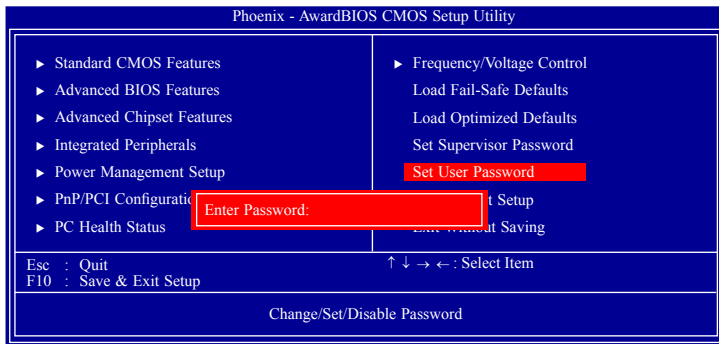 Phoenix - AwardBIOS CMOS Setup Utility
► Standard CMOS Features
► Advanced BIOS Features
► Advanced Chipset Features
► Integrated Peripherals
► Power Management Setup
► PnP/PCI
► PC Health Status
► Frequency/Voltage Control
Load Fail-Safe Defaults
Load Optimized Defaults
Set Supervisor Password
Set User Password
Setup
Saving
Enter Password:
Esc : Quit
F10 : Save & Exit Setup
↑ ↓ → ← : Select Item
Change/Set/Disable Password